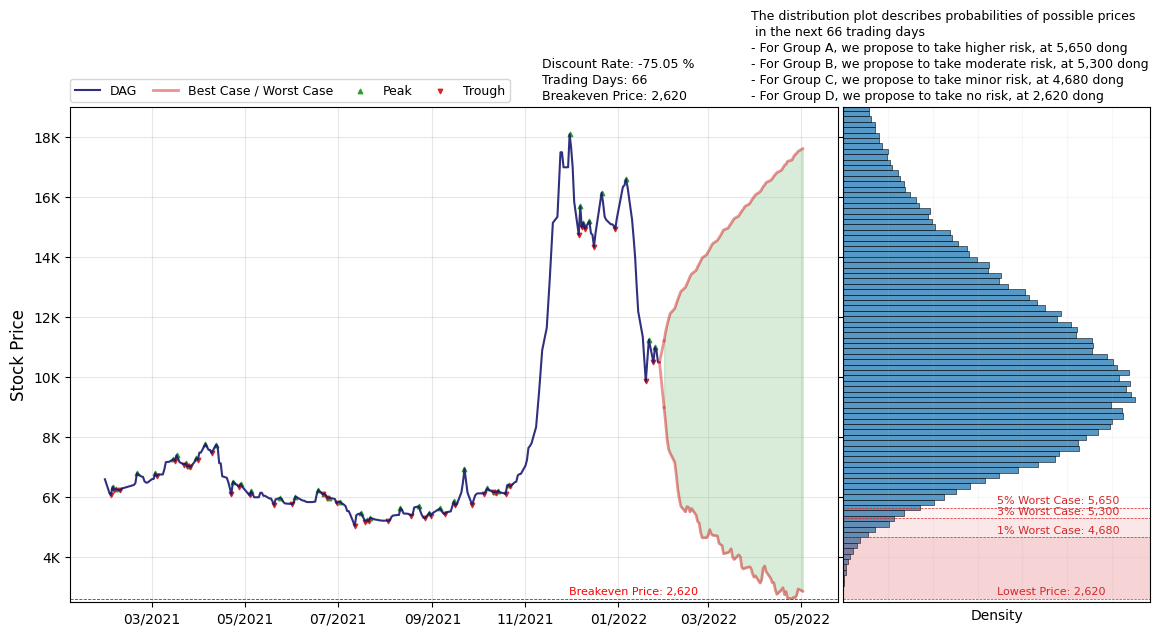 The distribution plot describes probabilities of possible prices
in the next 66 trading days
- For Group A, we propose to take higher risk, at 5,650 dong
- For Group B, we propose to take moderate risk, at 5,300 dong
- For Group C, we propose to take minor risk, at 4,680 dong
- For Group D, we propose to take no risk, at 2,620 dong
Discount Rate: -75.05 %
Trading Days: 66
Breakeven Price: 2,620
DAG
Best Case / Worst Case
Peak
Trough
Stock Price
18K
16K
14K
12K
10K
8K
6K
4K
Breakeven Price: 2,620
03/2021
05/2021
07/2021
09/2021
11/2021
01/2022
03/2022
05/2022
5% Worst Case: 5,650
3% Worst Case: 5,300
1% Worst Case: 4,680
Lowest Price: 2,620
Density